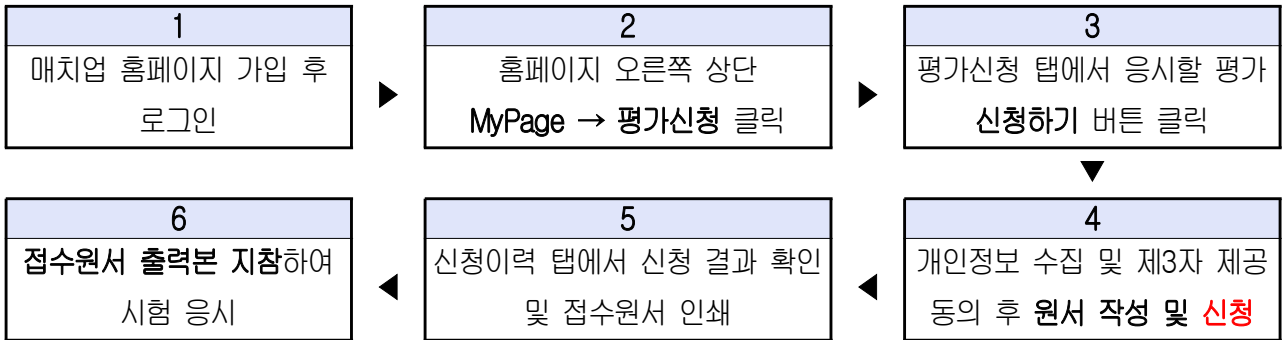 1
매치업 홈페이지 가입 후
로그인
2
홈페이지 오른쪽 상단
MyPage → 평가신청 클릭
3
평가신청 탭에서 응시할 평가
신청하기 버튼 클릭
4
개인정보 수집 및 제3자 제공
동의 후 원서 작성 및 신청
5
신청이력 탭에서 신청 결과 확인
및 접수원서 인쇄
6
접수원서 출력본 지참하여
시험 응시